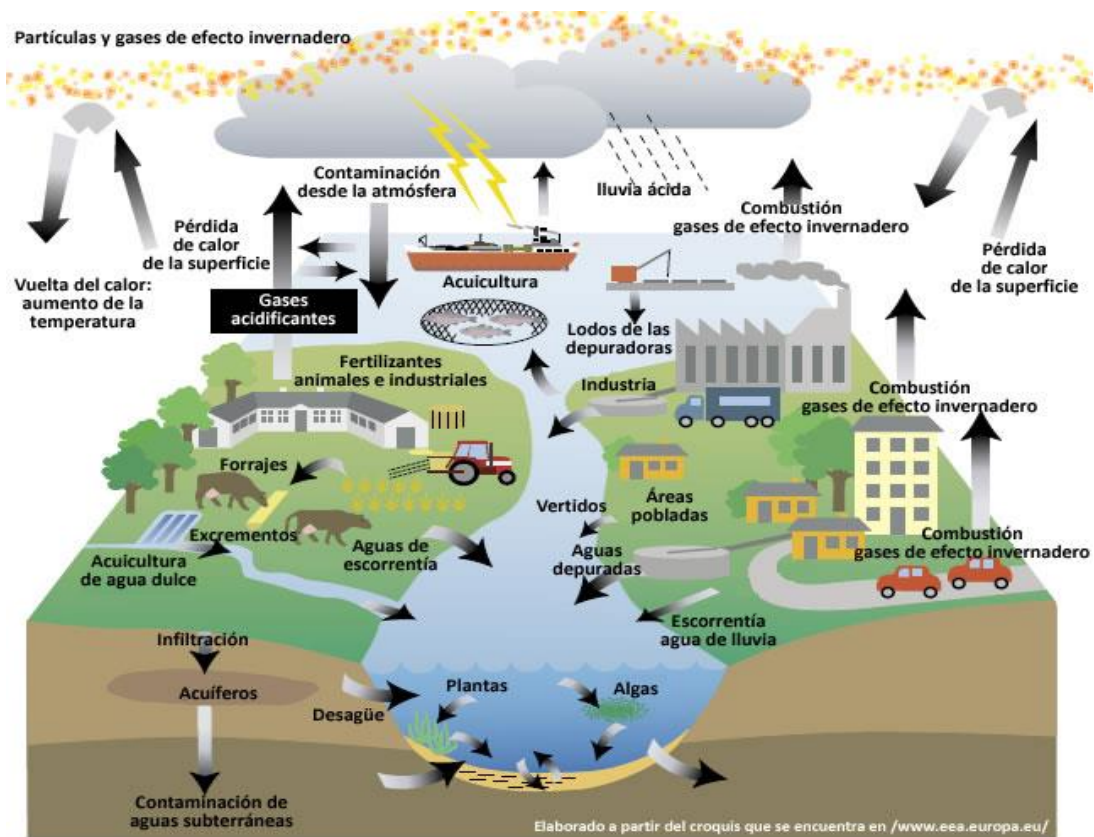 Partículas y gases de efecto invernadero
Contaminación
desde la atmósfera
lluvia ácida
Combustión
gases de efecto invernadero
Pérdida
de calor
de la superficie
Pérdida
de calor
de la superficie
Vuelta del calor:
aumento de la
temperatura
Gases
acidificantes
Acuicultura
Lodos de las
depuradoras
Fertilizantes
animales e industriales
Industria
Combustión
gases de efecto invernadero
Forrajes
Vertidos
Áreas
pobladas
Excrementos
Acuicultura
de agua dulce
Aguas de
escorrentía
Aguas
depuradas
Combustión
gases de efecto invernadero
Escorrentía
agua de lluvia
Infiltración
Acuíferos
Desagüe
Plantas
Algas
Contaminación de
aguas subterráneas
Elaborado a partir del croquis que se encuentra en /www.eea.europa.eu/